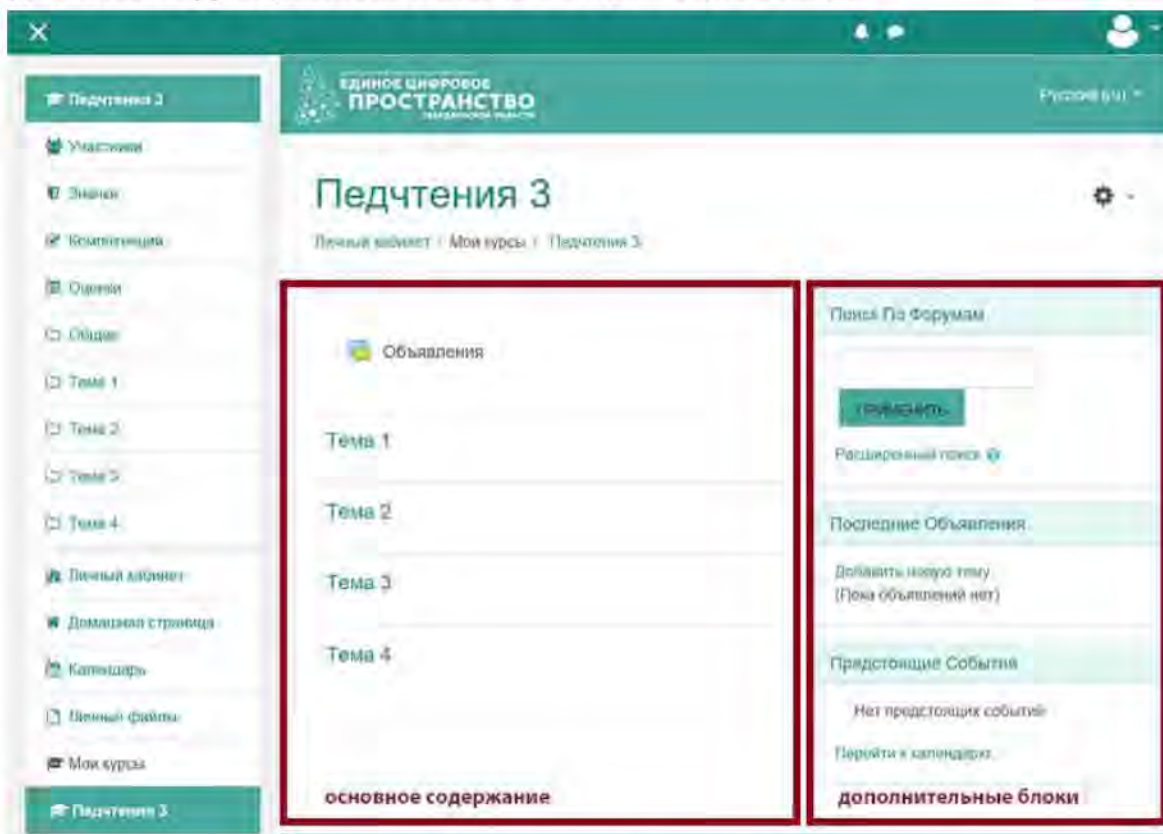 Педчтения 3
Участники
Значки
Компетенции
Оценки
Общее
Тема 1
Тема 2
Тема 3
Тема 4
Личный кабинет
Домашняя страница
Календарь
Личные файлы
Мои курсы
Педчтения 3
ЕДИНОЕ ЦИФРОВОЕ
ПРОСТРАНСТВО
Русский (ru)
Педчтения 3
Личный кабинет / Мои курсы / Педчтения 3
Объявления
Тема 1
Тема 2
Тема 3
Тема 4
основное содержание
Поиск По Форумам
ПРИМЕНИТЬ
Расширенный поиск
Последние Объявления
Добавить новую тему
(Пока объявлений нет)
Предстоящие События
Нет предстоящих событий
Перейти к календарю
дополнительные блоки